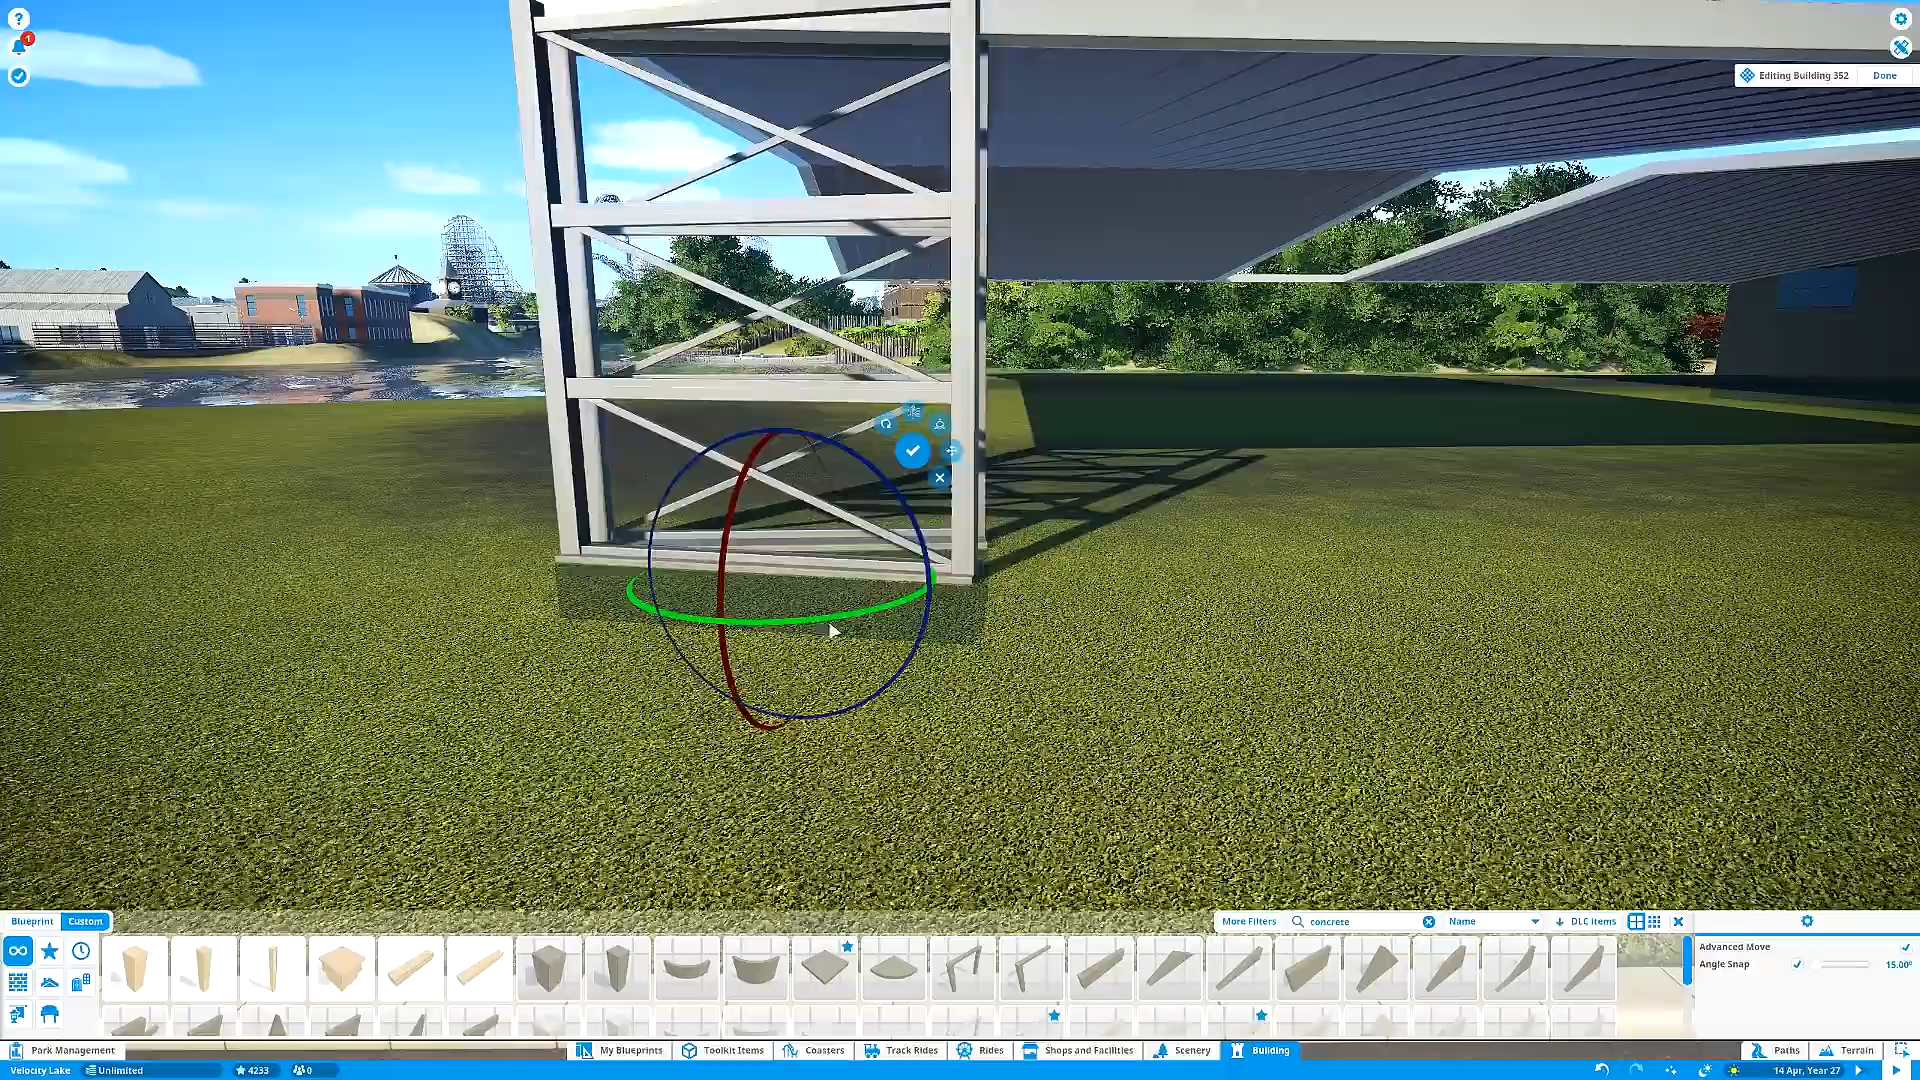 ?
1
Editing Building 352 Done
Blueprint Custom
More Filters concrete Name DLC Items
Advanced Move
Angle Snap 15.00°
Park Management My Blueprints Toolkit Items Coasters Track Rides Rides Shops and Facilities Scenery Building Paths Terrain
Velocity Lake Unlimited 4233 0 14 Apr, Year 27